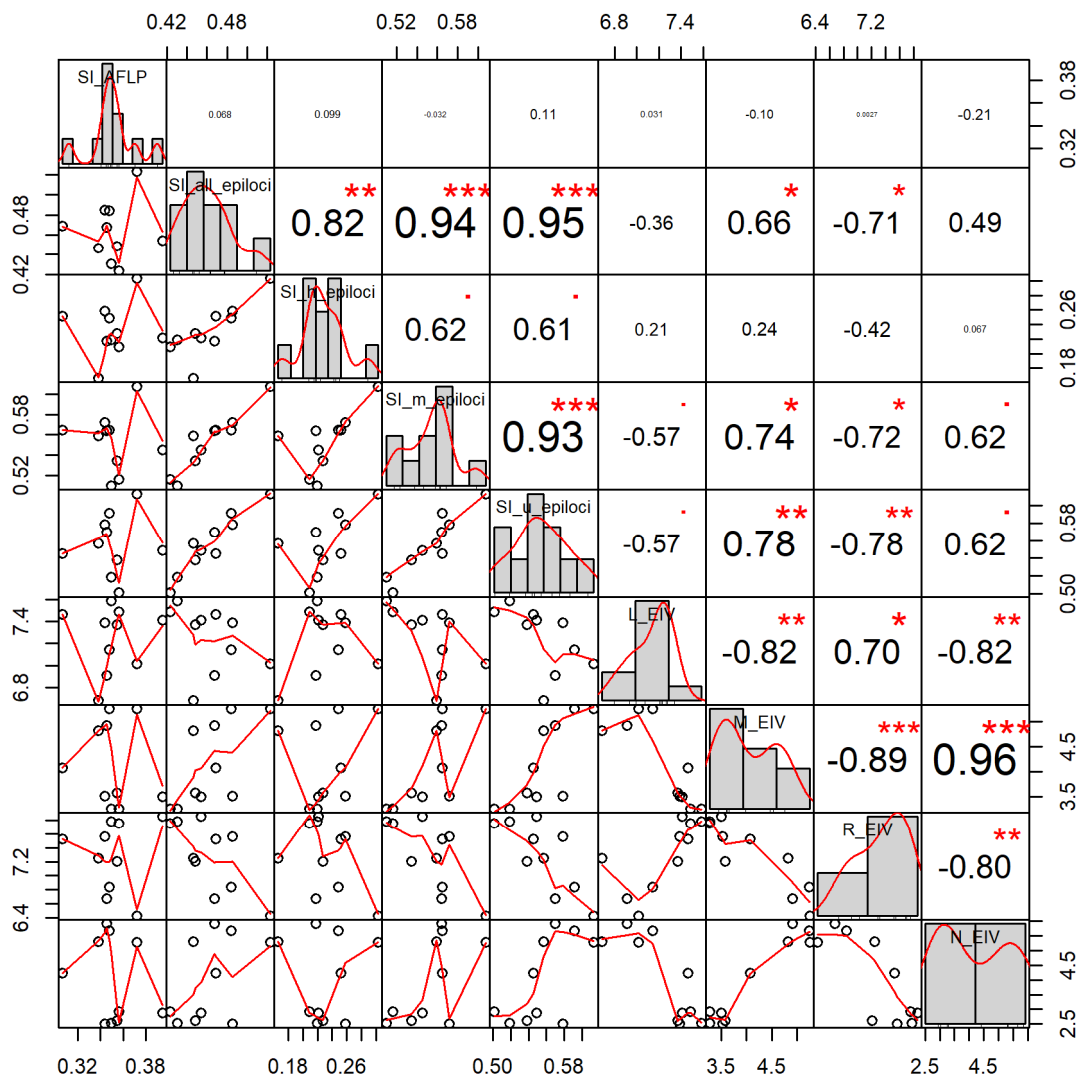 0.42 0.48 0.52 0.58 6.8 7.4 6.4 7.2
SI_AFLP 0.068 0.099 -0.032 0.11 0.031 -0.10 0.0027 -0.21 0.32 0.38
0.42 0.48 SI_all_epiloci ** 0.82 *** 0.94 *** 0.95 -0.36 * 0.66 * -0.71 0.49
SI_h_epiloci . 0.62 . 0.61 0.21 0.24 -0.42 0.067 0.18 0.26
0.52 0.58 SI_m_epiloci *** 0.93 . -0.57 * 0.74 * -0.72 . 0.62
SI_u_epiloci . -0.57 ** 0.78 ** -0.78 . 0.62 0.50 0.58
6.8 7.4 L_EIV ** -0.82 * 0.70 ** -0.82
M_EIV *** -0.89 *** 0.96 3.5 4.5
6.4 7.2 R_EIV ** -0.80
N_EIV 2.5 4.5
0.32 0.38 0.18 0.26 0.50 0.58 3.5 4.5 2.5 4.5